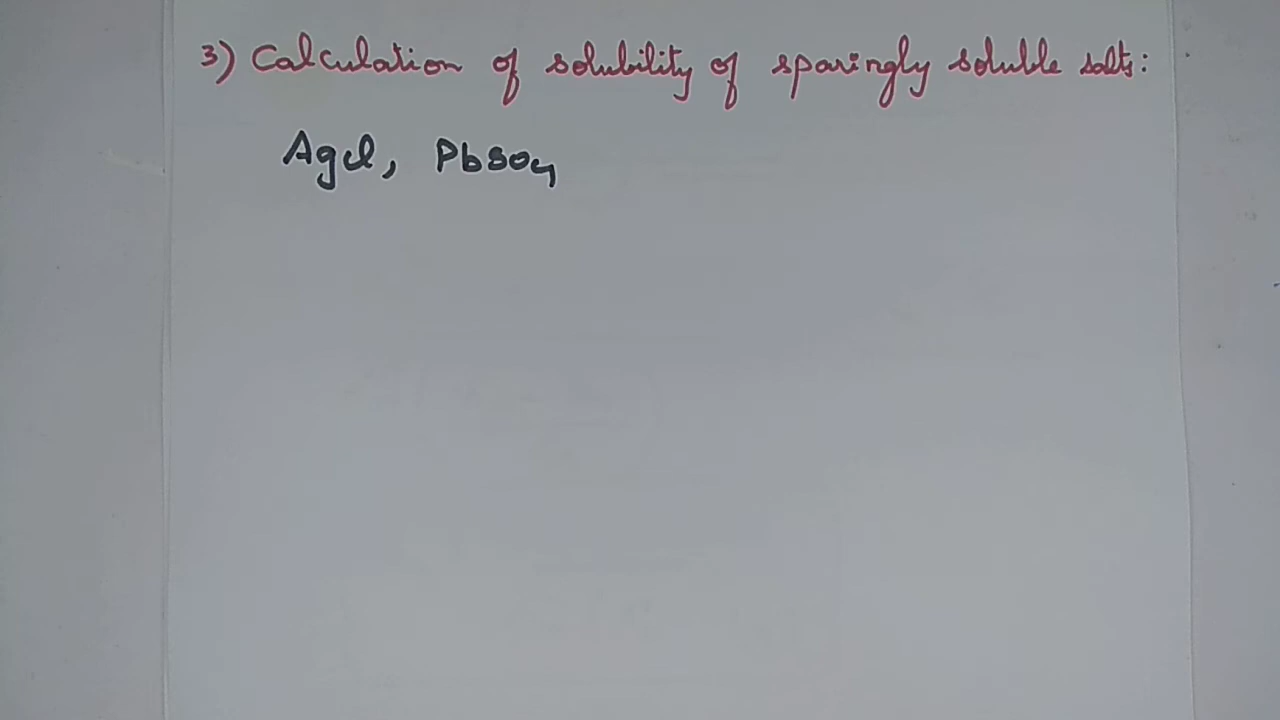 3) Calculation of solubility of sparingly soluble salts:
AgCl, PbSO₄